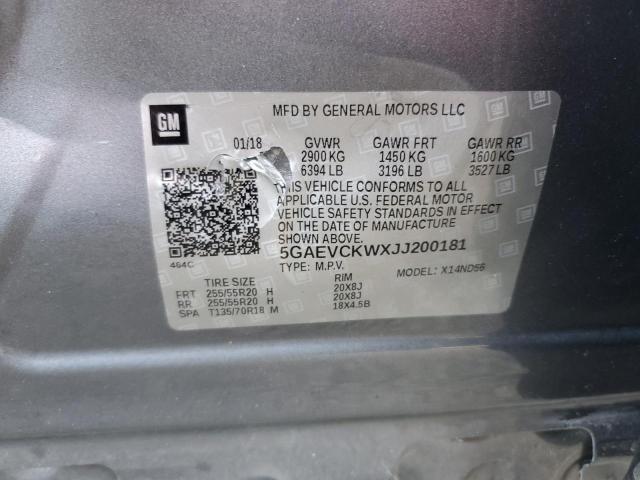 GM
MFD BY GENERAL MOTORS LLC
01/18 GVWR GAWR FRT GAWR RR
2900 KG 1450 KG 1600 KG
6394 LB 3196 LB 3527 LB
THIS VEHICLE CONFORMS TO ALL
APPLICABLE U.S. FEDERAL MOTOR
VEHICLE SAFETY STANDARDS IN EFFECT
ON THE DATE OF MANUFACTURE
SHOWN ABOVE.
464C
5GAEVCKWXJJ200181
TYPE: M.P.V. MODEL: X14ND56
TIRE SIZE RIM
FRT 255/55R20 H 20X8J
RR 255/55R20 H 20X8J
SPA T135/70R18 M 18X4.5B